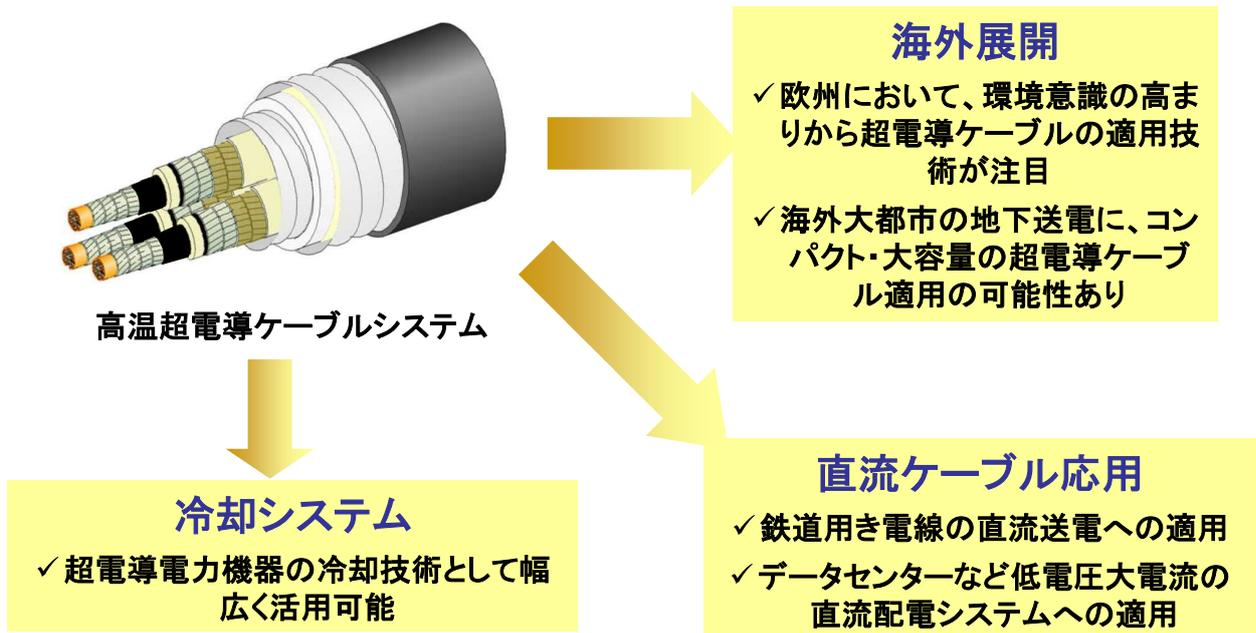 海外展開
✓欧州において、環境意識の高ま
りから超電導ケーブルの適用技
術が注目
✓海外大都市の地下送電に、コン
パクト・大容量の超電導ケーブ
ル適用の可能性あり
高温超電導ケーブルシステム
冷却システム
✓超電導電力機器の冷却技術として幅
広く活用可能
直流ケーブル応用
✓鉄道用き電線の直流送電への適用
✓データセンターなど低電圧大電流の
直流配電システムへの適用